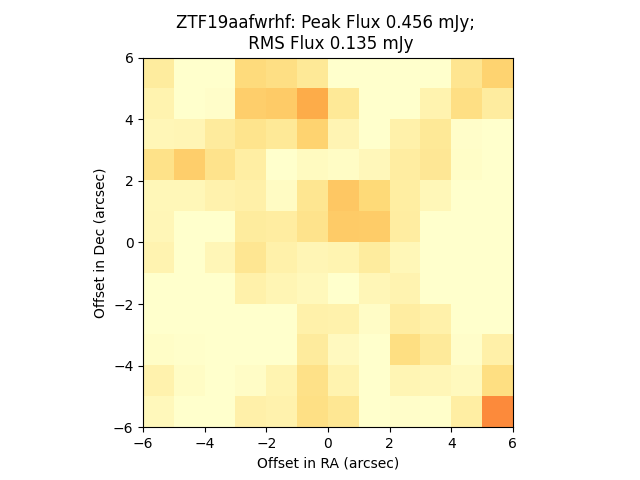 ZTF19aafwrhf: Peak Flux 0.456 mJy;
RMS Flux 0.135 mJy
6
4
2
0
−2
−4
−6
Offset in Dec (arcsec)
−6 −4 −2 0 2 4 6
Offset in RA (arcsec)